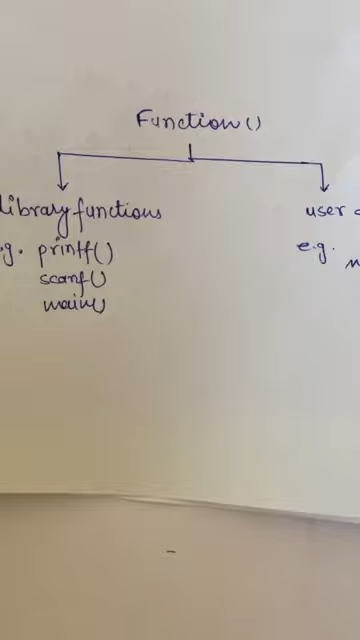 Function()
library functions
user
e.g. printf()
scanf()
main()
e.g.